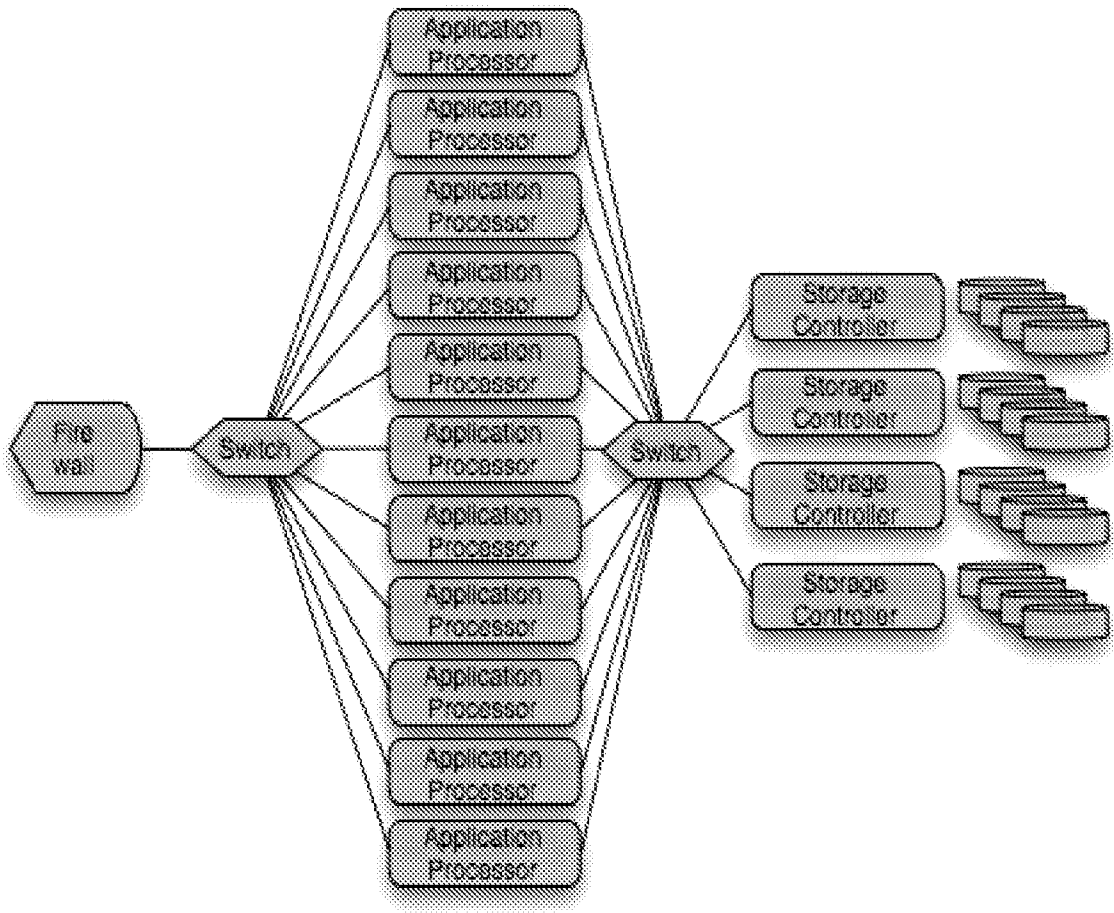 Application
Processor
Application
Processor
Application
Processor
Application
Processor
Application
Processor
Application
Processor
Application
Processor
Application
Processor
Application
Processor
Application
Processor
Application
Processor
Fire
wall
Switch
Switch
Storage
Controller
Storage
Controller
Storage
Controller
Storage
Controller